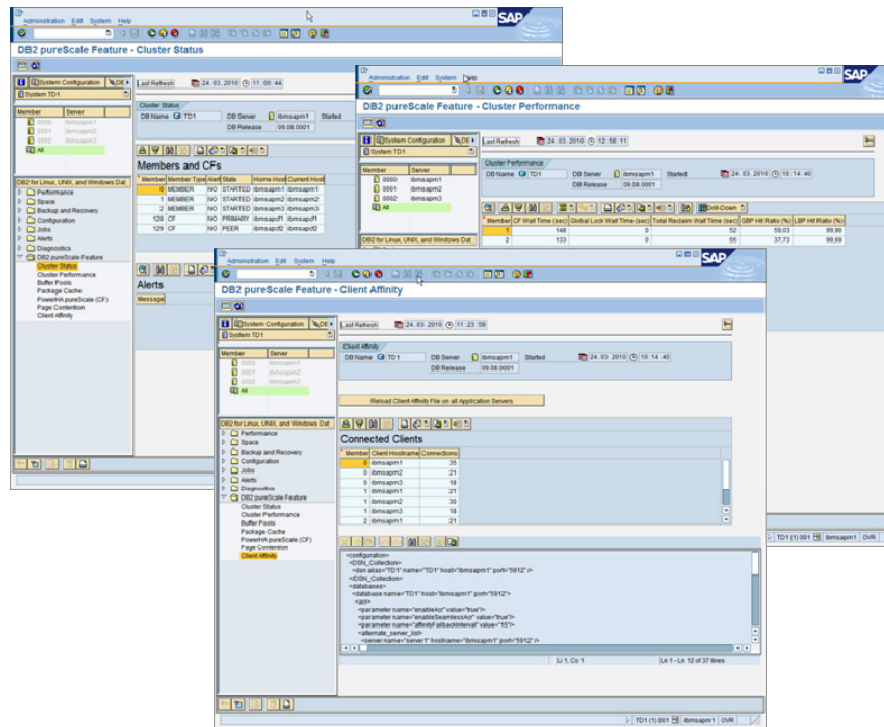 Administration Edit System Help
SAP
DB2 pureScale Feature - Cluster Status
System Configuration DE
System TD1
Last Refresh 24.03.2010 11:00:44
Cluster Status
DB Name TD1 DB Server ibmsapm1 Started
DB Release 09.08.0001
Member Server
0000 ibmsapm1
0001 ibmsapm2
0002 ibmsapm3
All
Members and CFs
Member Member Type Alert State Home Host Current Host
0 MEMBER NO STARTED ibmsapm1 ibmsapm1
1 MEMBER NO STARTED ibmsapm2 ibmsapm2
2 MEMBER NO STARTED ibmsapm3 ibmsapm3
128 CF NO PRIMARY ibmsapcf1 ibmsapcf1
129 CF NO PEER ibmsapcf2 ibmsapcf2
DB2 for Linux, UNIX, and Windows Dat
Performance
Space
Backup and Recovery
Configuration
Jobs
Alerts
Diagnostics
DB2 pureScale Feature
Cluster Status
Cluster Performance
Buffer Pools
Package Cache
PowerHA pureScale (CF)
Page Contention
Client Affinity
Alerts
Message
Administration Edit System Help
SAP
DB2 pureScale Feature - Cluster Performance
System Configuration DE
System TD1
Last Refresh 24.03.2010 12:58:11
Cluster Performance
DB Name TD1 DB Server ibmsapm1 Started 24.03.2010 10:14:40
DB Release 09.08.0001
Member Server
0000 ibmsapm1
0001 ibmsapm2
0002 ibmsapm3
All
Drill-Down
Member CF Wait Time (sec) Global Lock Wait Time (sec) Total Reclaim Wait Time (sec) GBP Hit Ratio (%) LBP Hit Ratio (%)
1 148 0 52 59,03 99,90
2 133 0 55 37,73 99,69
DB2 for Linux, UNIX, and Windows Dat
TD1 (1) 001 ibmsapm1 OVR
Administration Edit System Help
SAP
DB2 pureScale Feature - Client Affinity
System Configuration DE
System TD1
Last Refresh 24.03.2010 11:23:59
Client Affinity
DB Name TD1 DB Server ibmsapm1 Started 24.03.2010 10:14:40
DB Release 09.08.0001
Member Server
0000 ibmsapm1
0001 ibmsapm2
0002 ibmsapm3
All
Reload Client Affinity File on all Application Servers
DB2 for Linux, UNIX, and Windows Dat
Performance
Space
Backup and Recovery
Configuration
Jobs
Alerts
Diagnostics
DB2 pureScale Feature
Cluster Status
Cluster Performance
Buffer Pools
Package Cache
PowerHA pureScale (CF)
Page Contention
Client Affinity
Connected Clients
Member Client Hostname Connections
0 ibmsapm1 35
0 ibmsapm2 21
0 ibmsapm3 18
1 ibmsapm1 21
1 ibmsapm2 30
1 ibmsapm3 18
2 ibmsapm1 21
<configuration>
<DSN_Collection>
<dsn alias="TD1" name="TD1" host="ibmsapm1" port="5912" />
</DSN_Collection>
<databases>
<database name="TD1" host="ibmsapm1" port="5912">
<acr>
<parameter name="enableAcr" value="true"/>
<parameter name="enableSeamlessAcr" value="true"/>
<parameter name="affinityFailbackInterval" value="15"/>
<alternate_server_list>
<server name="server1" hostname="ibmsapm1" port="5912" />
Li 1, Co 1 Ln 1 - Ln 12 of 37 lines
TD1 (1) 001 ibmsapm1 OVR